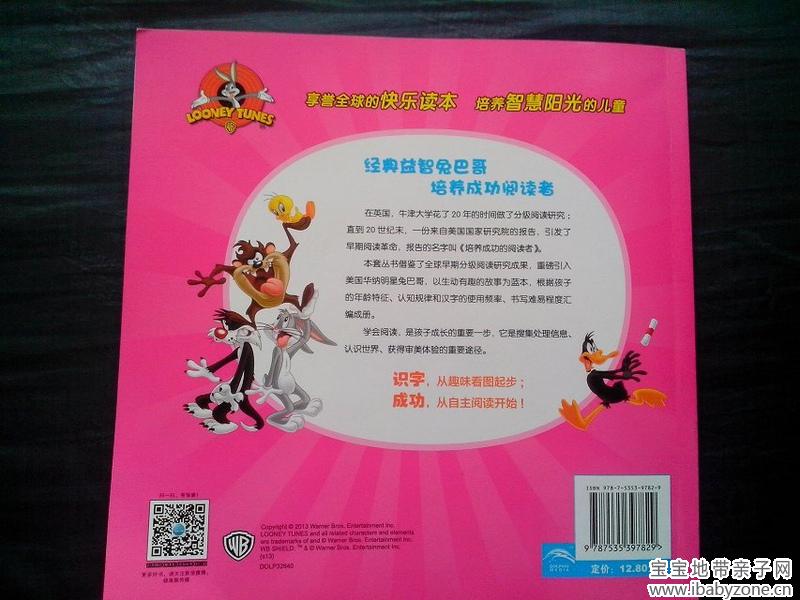 LOONEY TUNES
WB
享誉全球的快乐读本 培养智慧阳光的儿童
经典益智兔巴哥
培养成功阅读者
在英国，牛津大学花了 20 年的时间做了分级阅读研究；
直到 20 世纪末，一份来自美国国家研究院的报告，引发了
早期阅读革命，报告的名字叫《培养成功的阅读者》。
本套丛书借鉴了全球早期分级阅读研究成果，重磅引入
美国华纳明星兔巴哥，以生动有趣的故事为蓝本，根据孩子
的年龄特征、认知规律和汉字的使用频率、书写难易程度汇
编成册。
学会阅读，是孩子成长的重要一步，它是搜集处理信息、
认识世界、获得审美体验的重要途径。
识字，从趣味看图起步；
成功，从自主阅读开始！
扫一扫，有惊喜！
WB
Copyright © 2013 Warner Bros. Entertainment Inc.
LOONEY TUNES and all related characters and elements
are trademarks of and © Warner Bros. Entertainment Inc.
WB SHIELD: ™ & © Warner Bros. Entertainment Inc.
(s13)
DOLP32640
ISBN 978-7-5353-9782-9
9 787535 397829 >
DOLPHIN
MEDIA
定价：12.80
宝宝地带亲子网
www.ibabyzone.cn